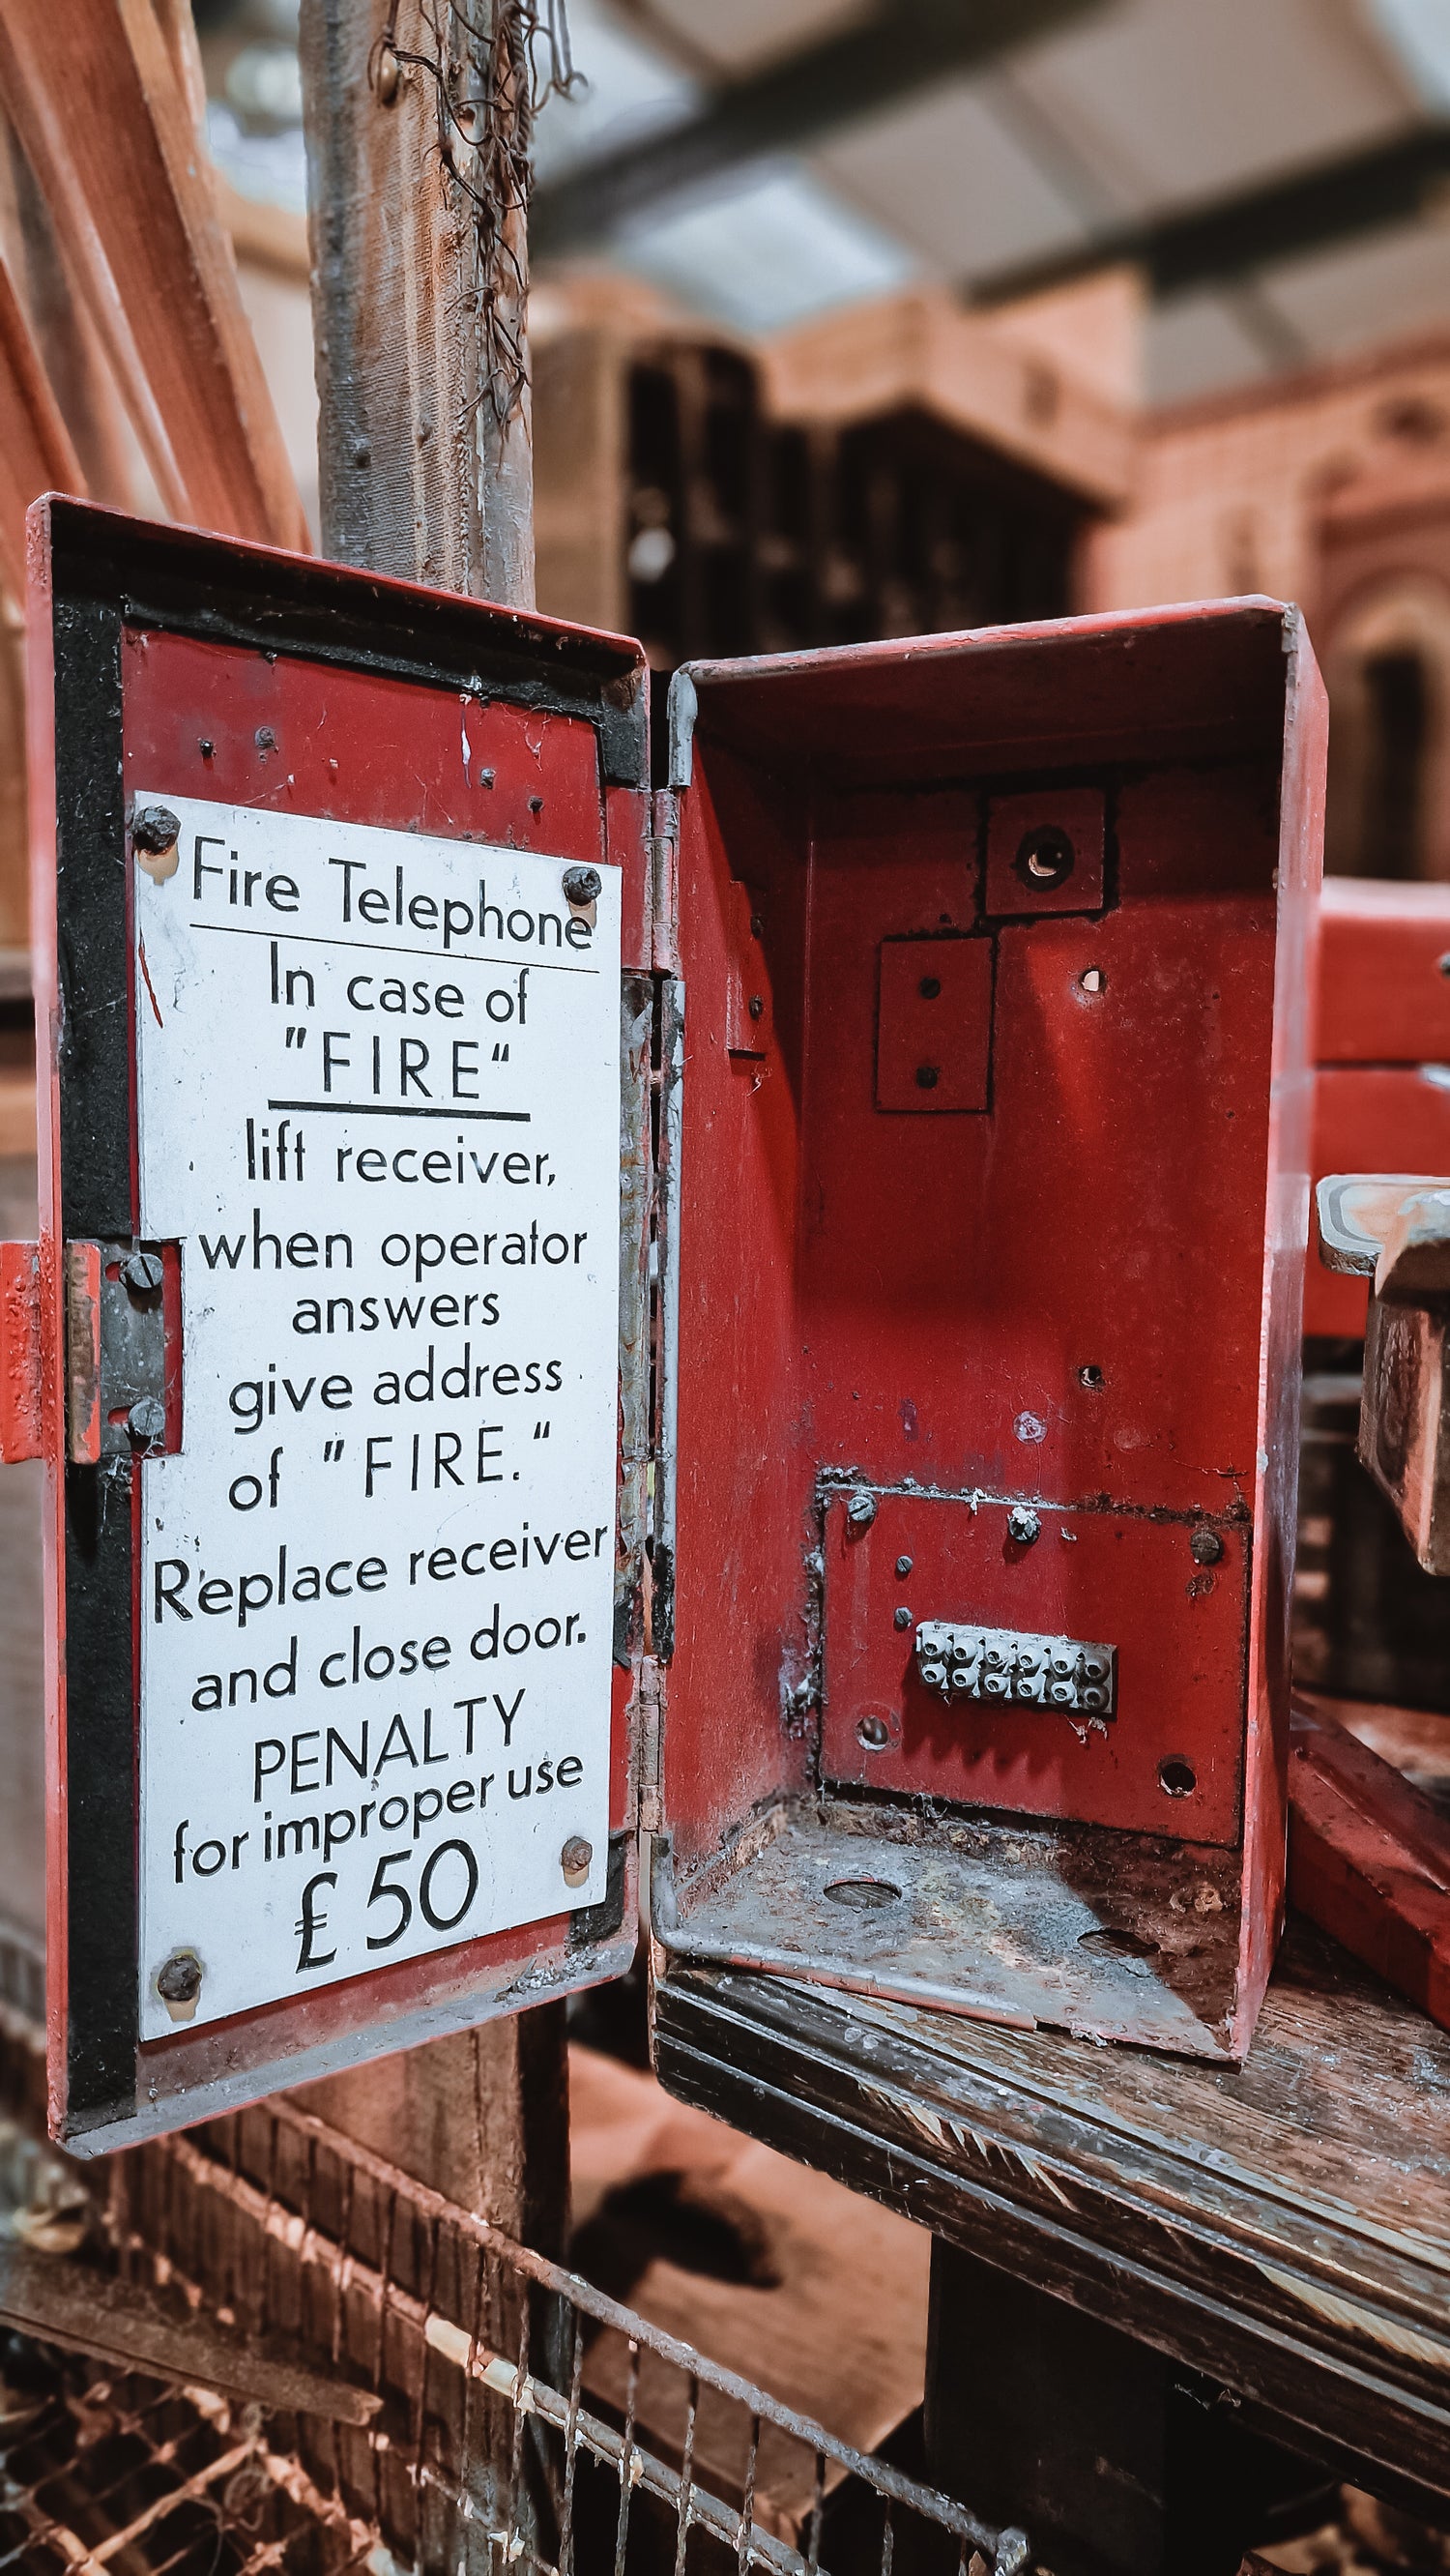 Fire Telephone
In case of
"FIRE"
lift receiver,
when operator
answers
give address
of "FIRE."
Replace receiver
and close door.
PENALTY
for improper use
£50